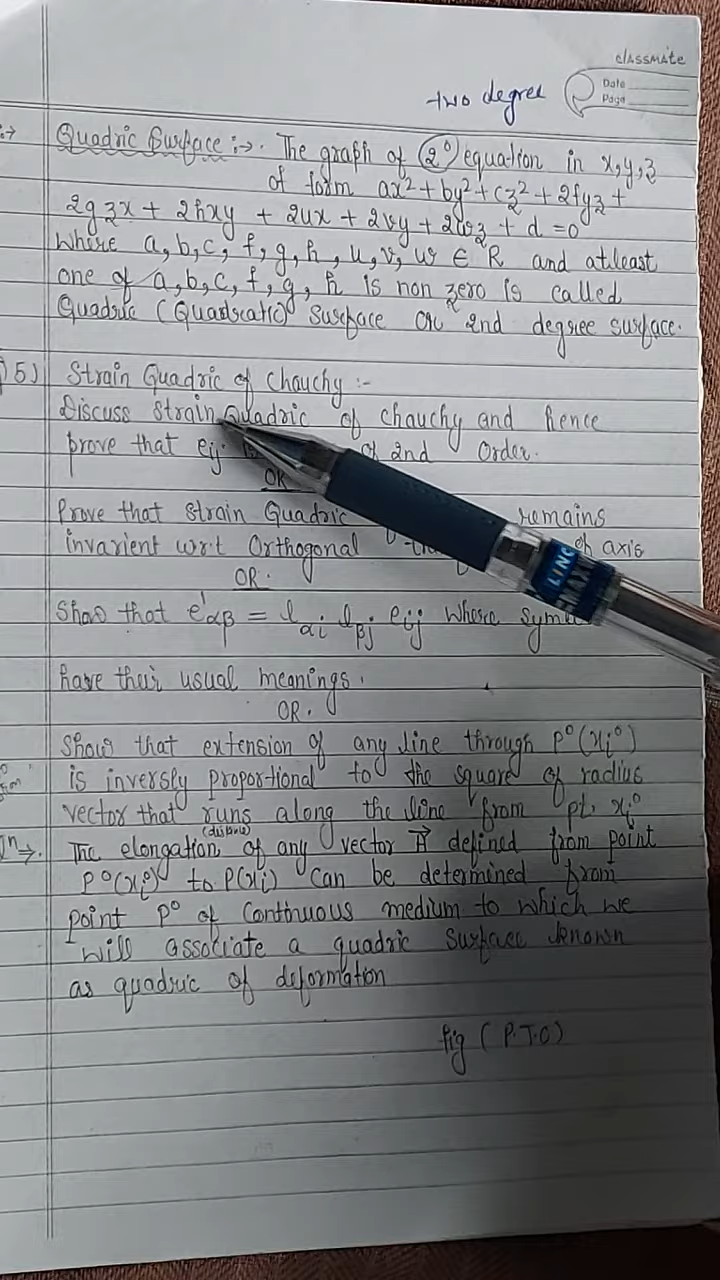 classmate
Date
Page
two degree
Quadric Surface :→. The graph of 2° equation in x,y,z
of form ax² + by² + cz² + 2fyz +
2gzx + 2hxy + 2ux + 2vy + 2wz + d = 0
Where a,b,c, f,g,h,u,v,w ∈ R and atleast
one of a,b,c,f,g,h is non zero is called
Quadric (Quadratic) Surface or 2nd degree surface.
5) Strain Quadric of Chauchy :-
Discuss Strain Quadric of Chauchy and hence
prove that eij of 2nd Order.
OR
Prove that Strain Quadric remains
invarient wrt Orthogonal of axis
OR.
Show that e'αβ = lαi lβj eij where
have their usual meanings.
OR.
Show that extension of any line through P°(xi°)
is inversly proportional to the square of radius
vector that runs along the line from pt. xi°
The elongation of any vector A⃗ defined from point
P°(xi°) to P(xi) can be determined from
point P° of Continuous medium to which we
will assotiate a quadric surface known
as quadric of deformation
fig (P.T.O)